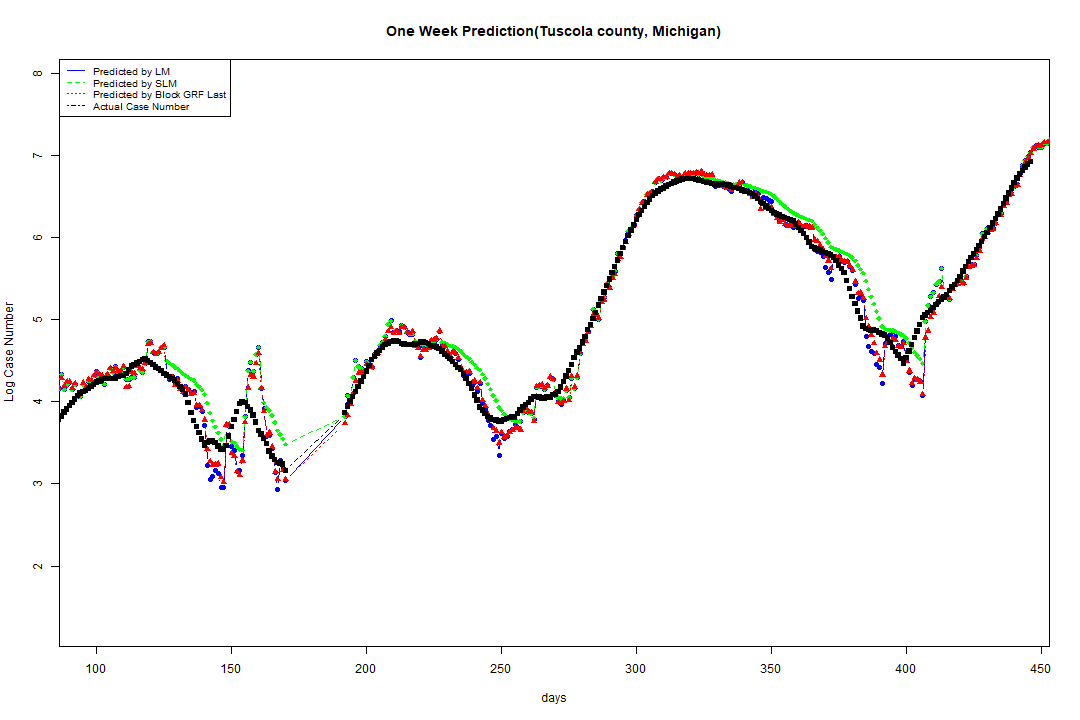 One Week Prediction(Tuscola county, Michigan)
Predicted by LM
Predicted by SLM
Predicted by Block GRF Last
Actual Case Number
Log Case Number
8
7
6
5
4
3
2
100 150 200 250 300 350 400 450
days